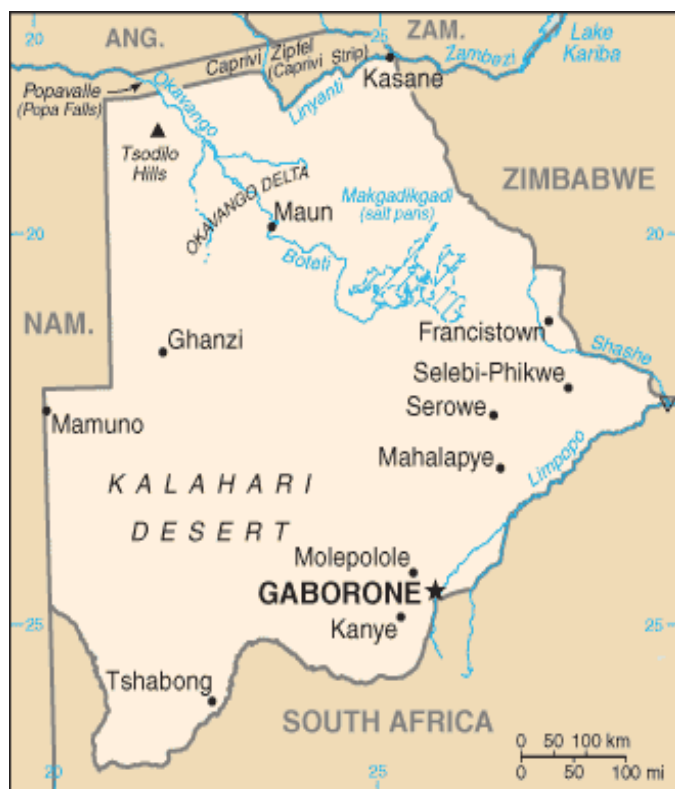 20
25
ANG.
ZAM.
Lake
Kariba
Zambezi
Caprivi Zipfel
(Caprivi Strip)
Kasane
Popavalle
(Popa Falls)
Okavango
Linyanti
Tsodilo
Hills
ZIMBABWE
OKAVANGO DELTA
Makgadikgadi
(salt pans)
Maun
20
20
Boteti
NAM.
Ghanzi
Francistown
Shashe
Selebi-Phikwe
Serowe
Mamuno
Mahalapye
Limpopo
KALAHARI
DESERT
Molepolole
GABORONE
25
Kanye
25
Tshabong
SOUTH AFRICA
0 50 100 km
0 50 100 mi
20
25